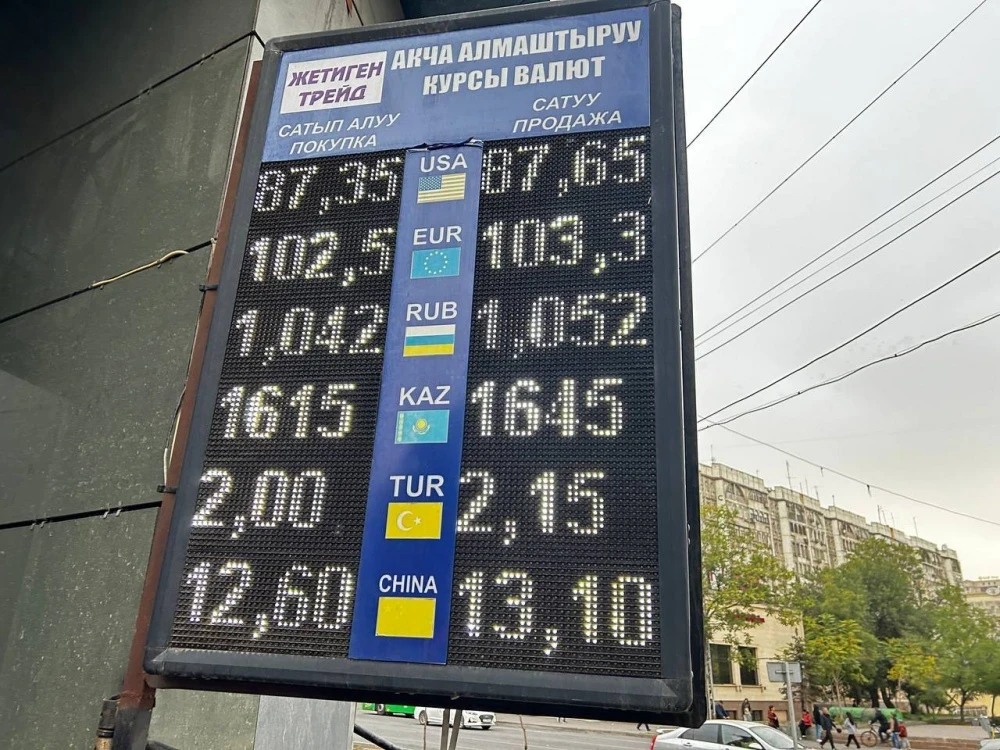 ЖЕТИГЕН
ТРЕЙД
АКЧА АЛМАШТЫРУУ
КУРСЫ ВАЛЮТ
САТЫП АЛУУ
ПОКУПКА
САТУУ
ПРОДАЖА
87,35 USA 87,65
102,5 EUR 103,3
1,042 RUB 1,052
1615 KAZ 1645
2,00 TUR 2,15
12,60 CHINA 13,10